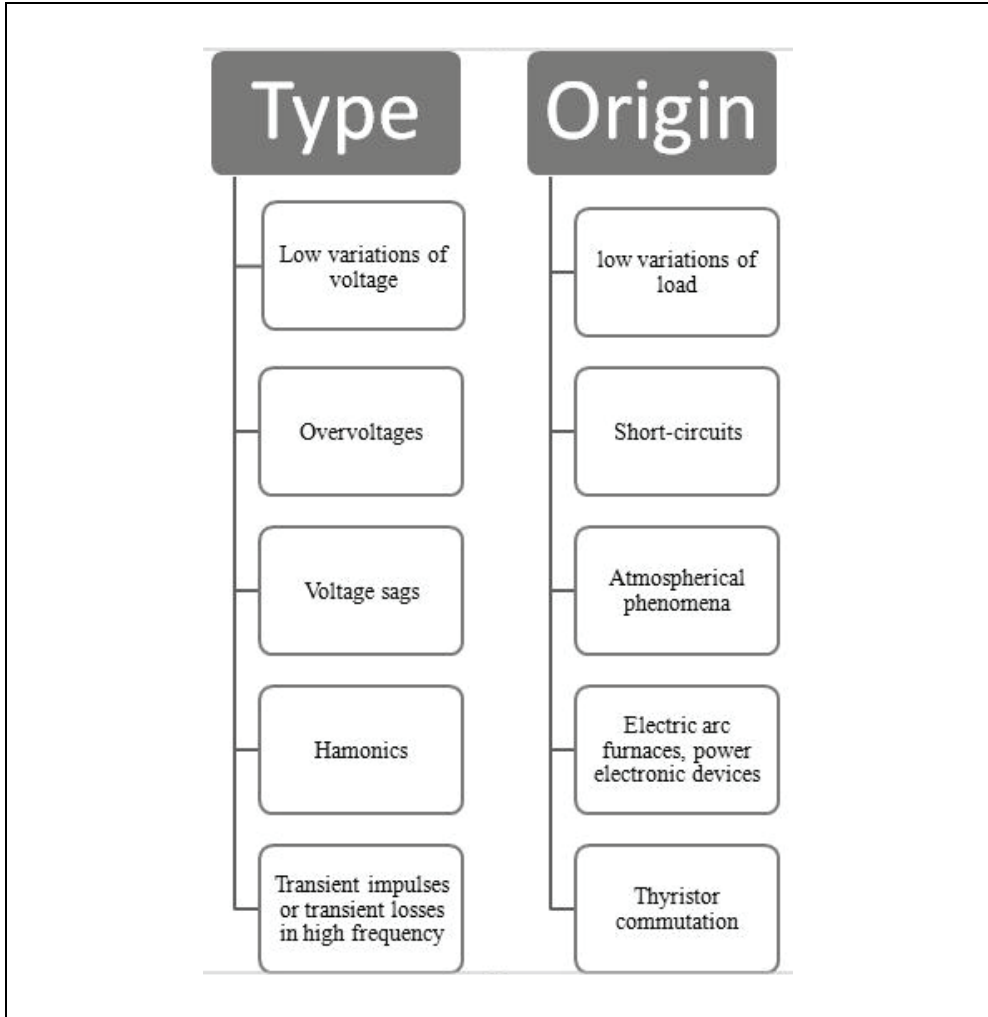 Type
Low variations of
voltage
Overvoltages
Voltage sags
Hamonics
Transient impulses
or transient losses
in high frequency
Origin
low variations of
load
Short-circuits
Atmospherical
phenomena
Electric arc
furnaces, power
electronic devices
Thyristor
commutation